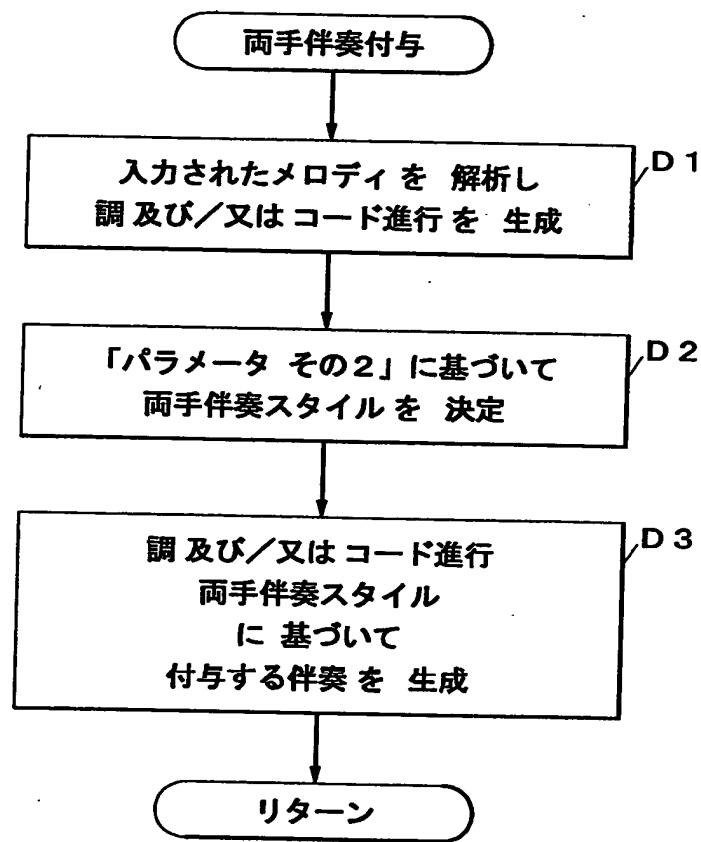 両手伴奏付与
入力されたメロディを 解析し
調 及び/又は コード進行 を 生成
D1
「パラメータ その2」に基づいて
両手伴奏スタイルを 決定
D2
調 及び/又は コード進行
両手伴奏スタイル
に 基づいて
付与する伴奏 を 生成
D3
リターン